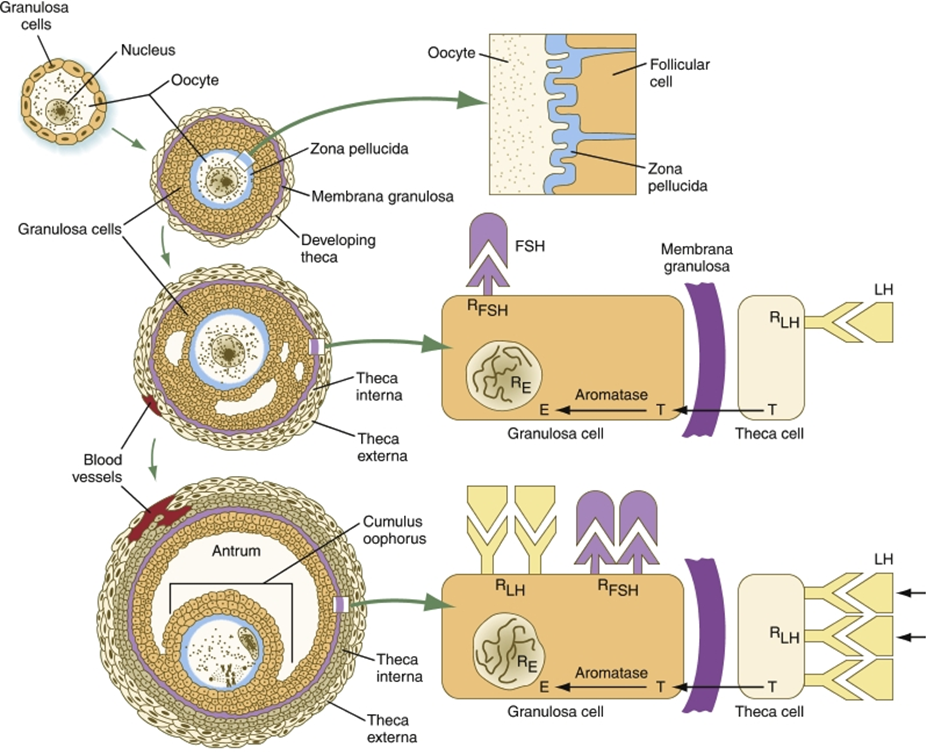 Granulosa
cells
Nucleus
Oocyte
Zona pellucida
Membrana granulosa
Developing
theca
Granulosa cells
Oocyte
Follicular
cell
Zona
pellucida
FSH
RFSH
RE
E
Aromatase
T
Granulosa cell
Membrana
granulosa
LH
RLH
T
Theca cell
Theca
interna
Theca
externa
Blood
vessels
Antrum
Cumulus
oophorus
Theca
interna
Theca
externa
RLH
RFSH
RE
E
Aromatase
T
Granulosa cell
LH
RLH
T
Theca cell